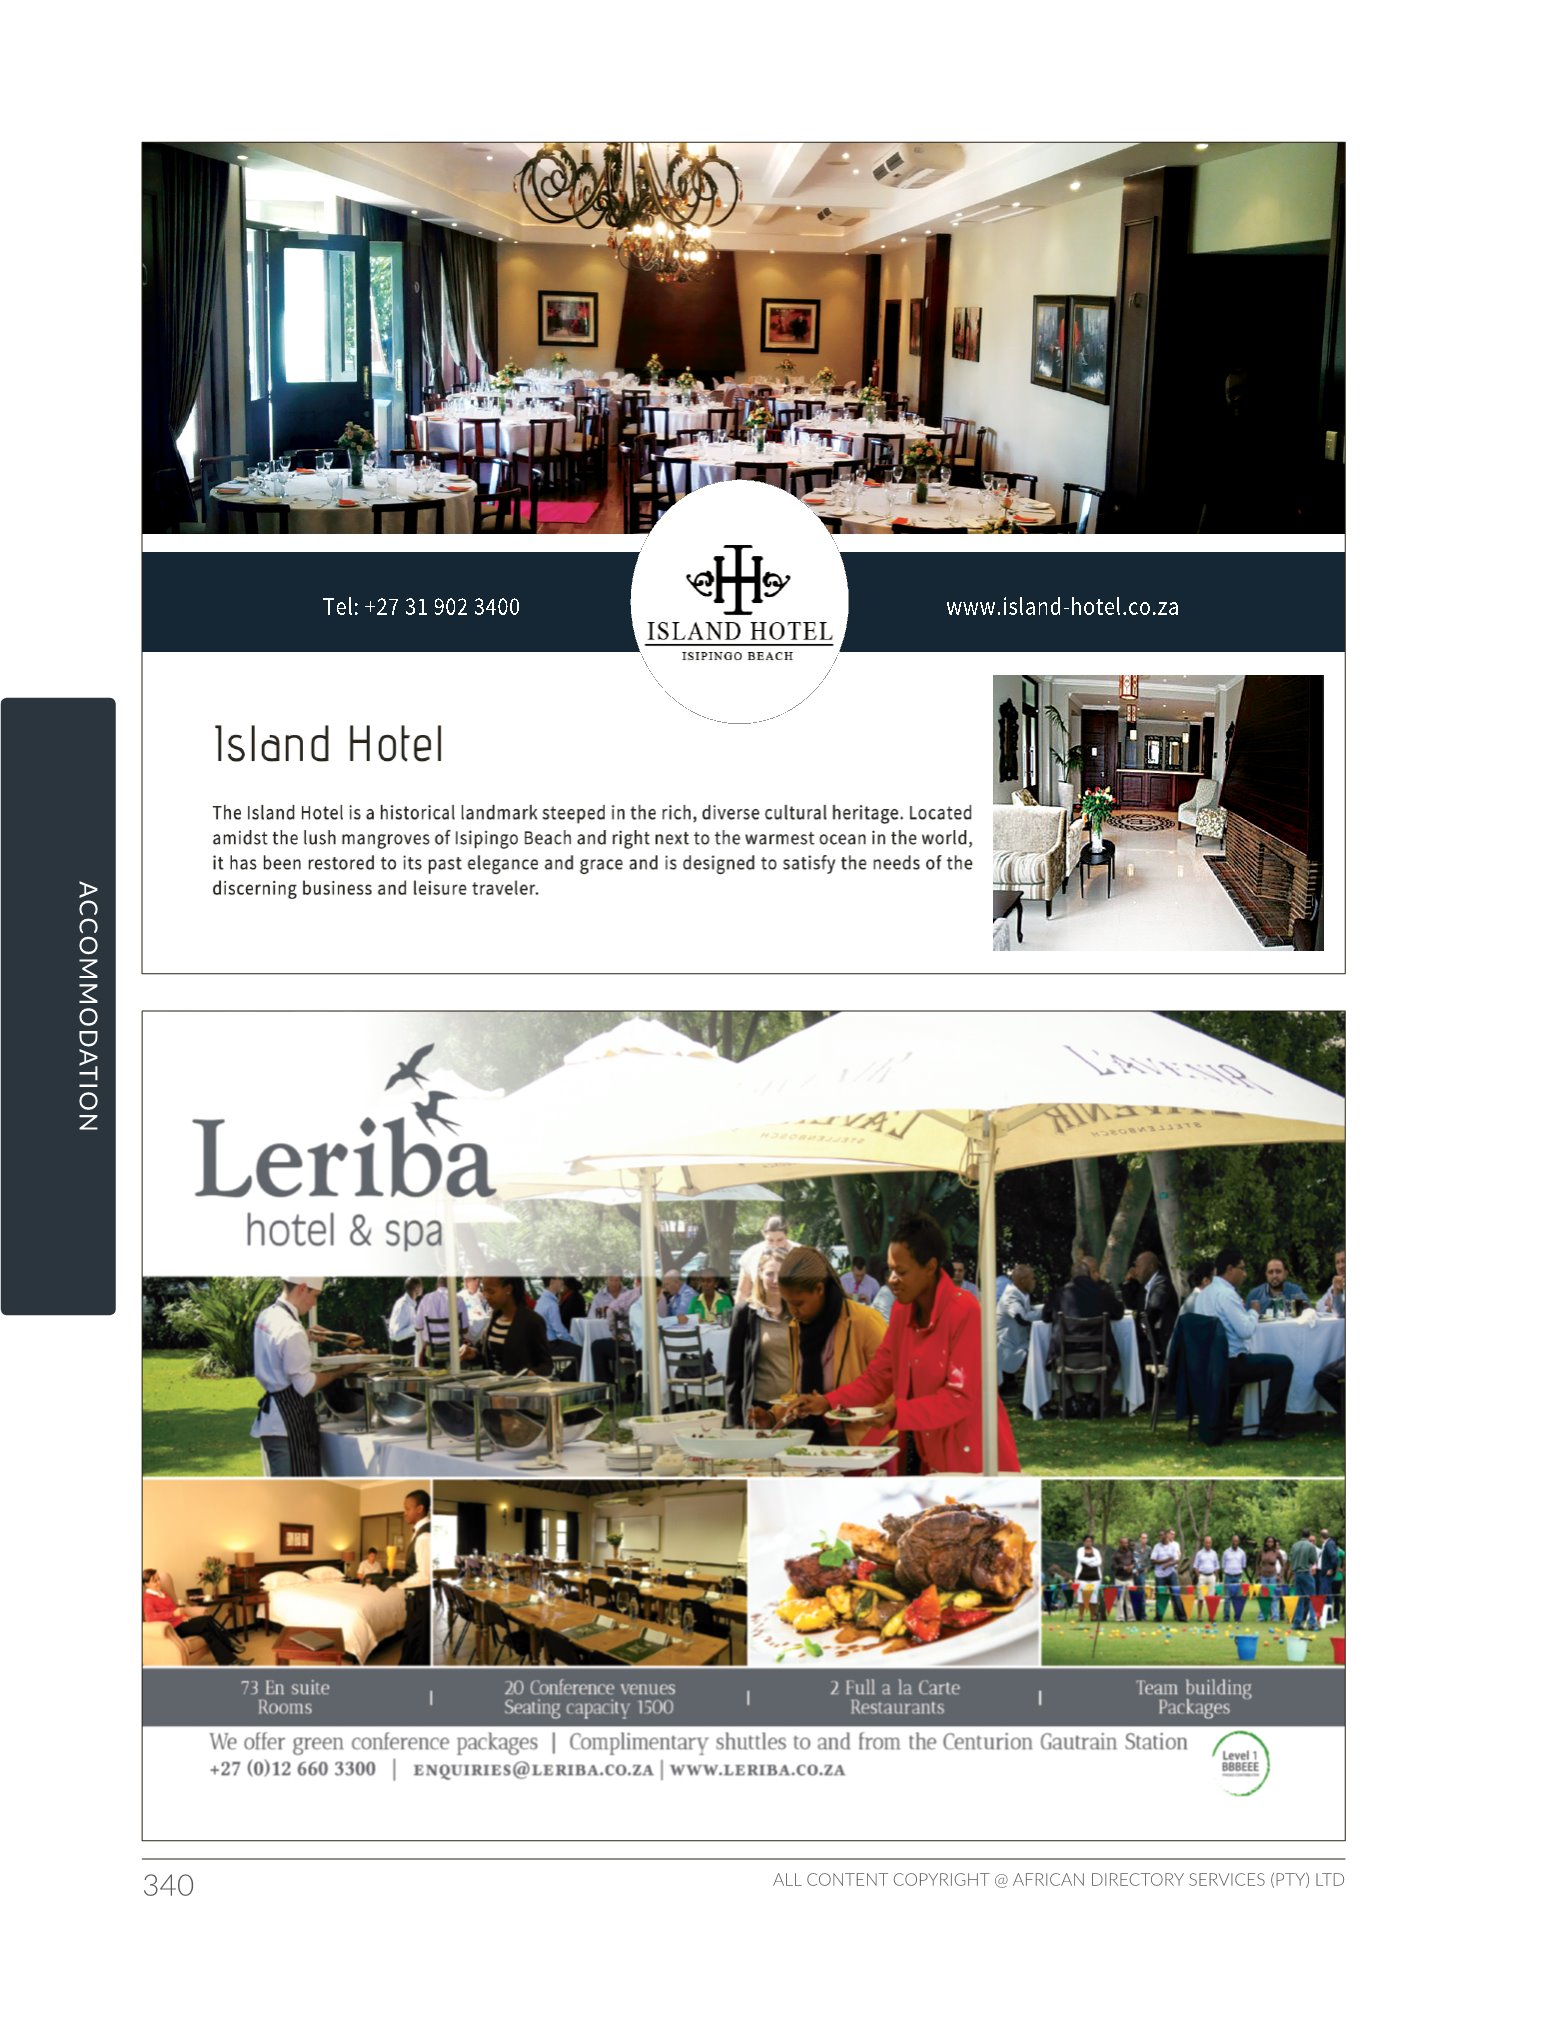 Tel: +27 31 902 3400
ISLAND HOTEL
ISIPINGO BEACH
www.island-hotel.co.za
Island Hotel
The Island Hotel is a historical landmark steeped in the rich, diverse cultural heritage. Located
amidst the lush mangroves of Isipingo Beach and right next to the warmest ocean in the world,
it has been restored to its past elegance and grace and is designed to satisfy the needs of the
discerning business and leisure traveler.
ACCOMMODATION
Leriba
hotel & spa
L'AVENIR
L'AVENIR
STELLENBOSCH
L'AVENIR
STELLENBOSCH
73 En suite
Rooms
20 Conference venues
Seating capacity 1500
2 Full a la Carte
Restaurants
Team building
Packages
We offer green conference packages | Complimentary shuttles to and from the Centurion Gautrain Station
+27 (0)12 660 3300 | ENQUIRIES@LERIBA.CO.ZA | WWW.LERIBA.CO.ZA
Level 1
BBBEEE
340
ALL CONTENT COPYRIGHT @ AFRICAN DIRECTORY SERVICES (PTY) LTD